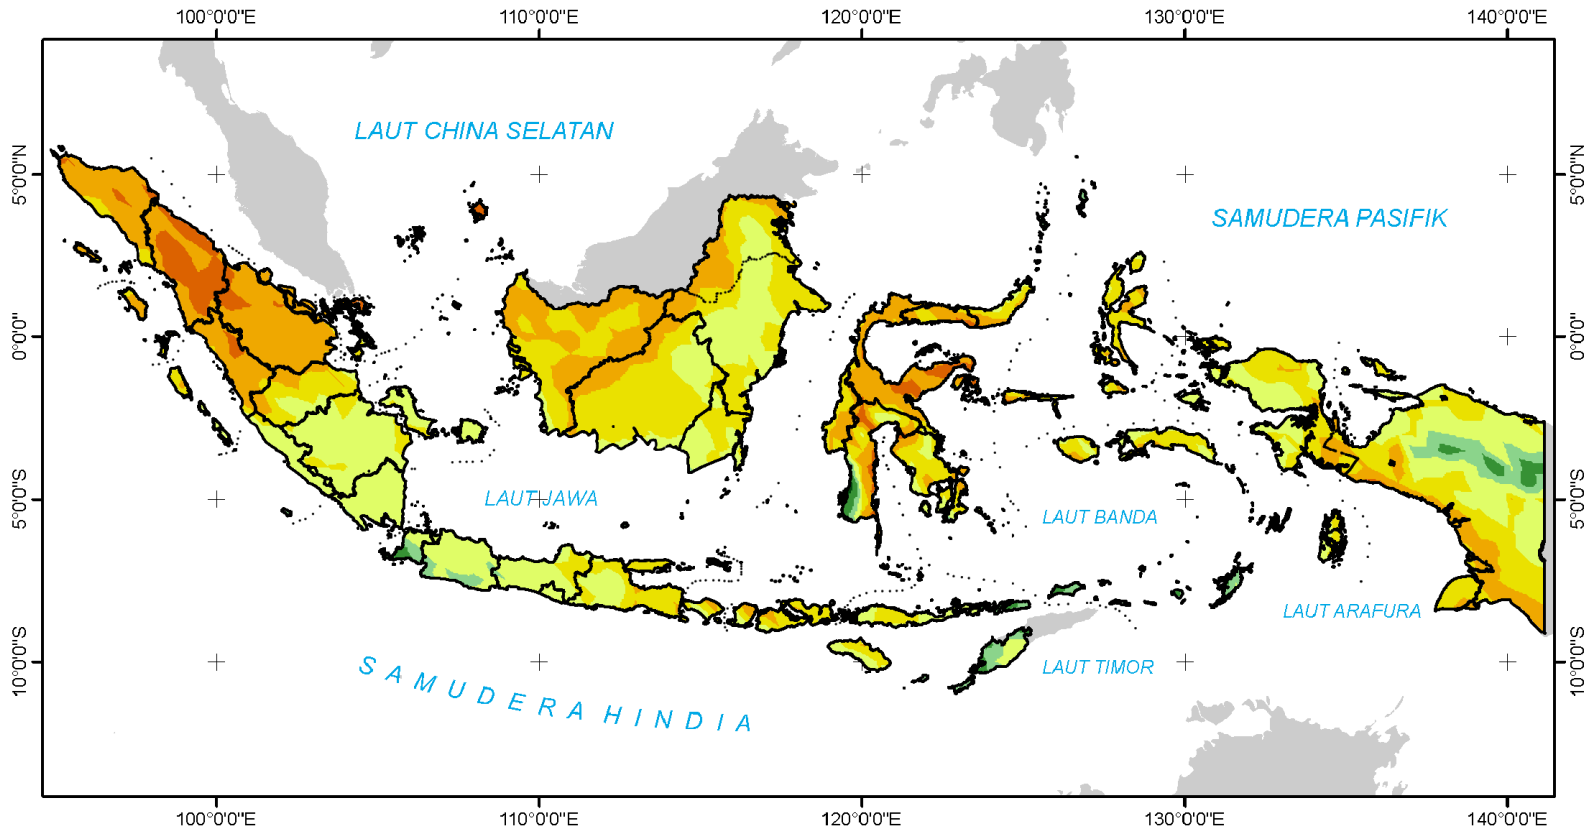 100°0'0"E 110°0'0"E 120°0'0"E 130°0'0"E 140°0'0"E
LAUT CHINA SELATAN
5°0'0"N 5°0'0"N
SAMUDERA PASIFIK
0°0'0" 0°0'0"
LAUT JAWA
5°0'0"S 5°0'0"S
LAUT BANDA
LAUT ARAFURA
10°0'0"S 10°0'0"S
LAUT TIMOR
SAMUDERA HINDIA
100°0'0"E 110°0'0"E 120°0'0"E 130°0'0"E 140°0'0"E